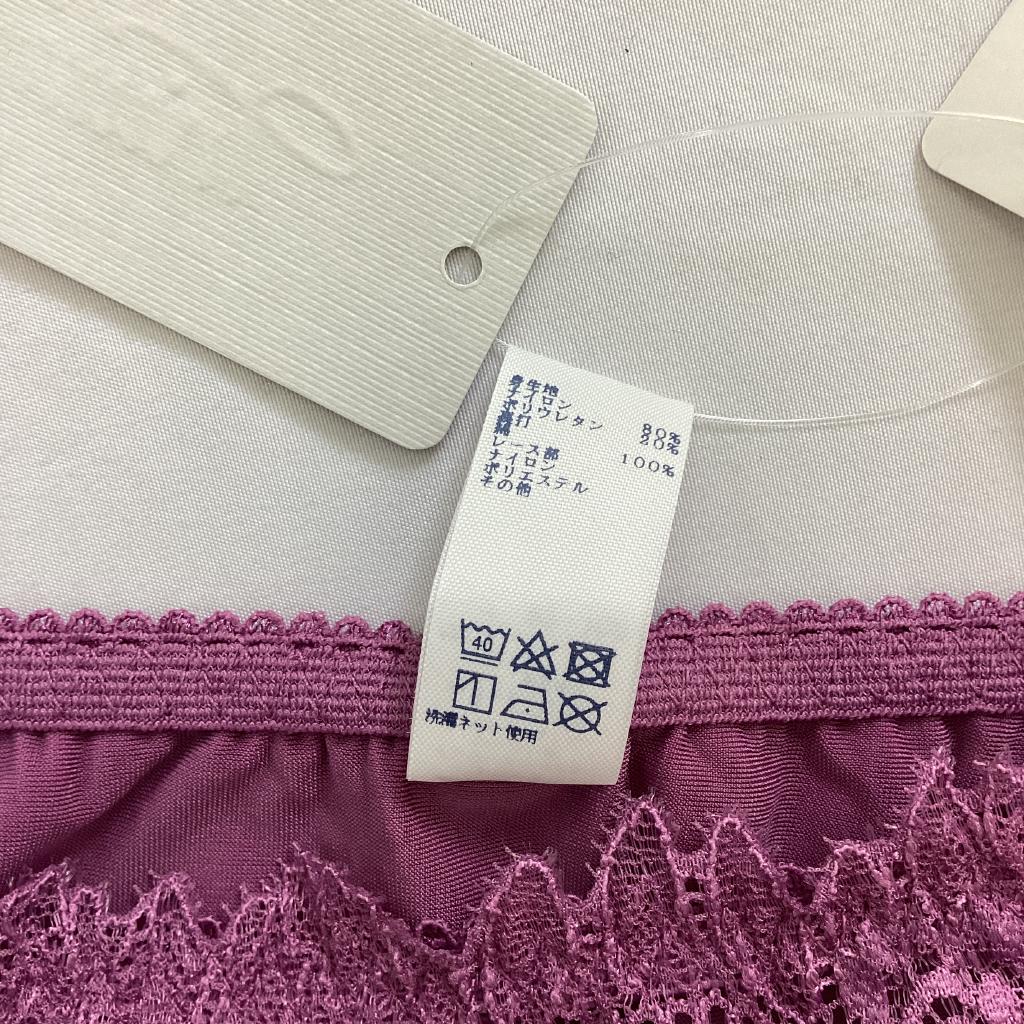 身生地
ナイロン 80%
ポリウレタン 20%
裏打
綿 100%
レース部
ナイロン
ポリエステル
その他
40
洗濯ネット使用